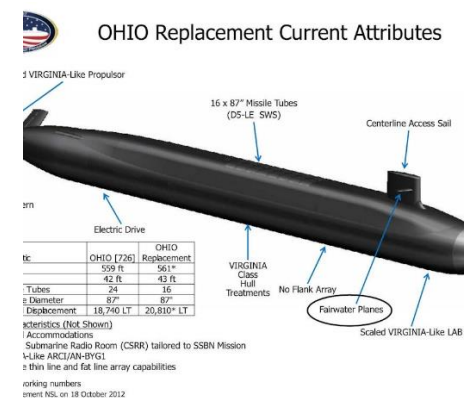 OHIO Replacement Current Attributes
VIRGINIA-Like Propulsor
16 x 87" Missile Tubes
(D5-LE SWS)
Centerline Access Sail
ern
Electric Drive
OHIO
tic OHIO [726] Replacement
559 ft 561*
42 ft 43 ft
Tubes 24 16
e Diameter 87" 87"
Displacement 18,740 LT 20,810* LT
VIRGINIA
Class
Hull
Treatments
No Flank Array
Fairwater Planes
Scaled VIRGINIA-Like LAB
acteristics (Not Shown)
Accommodations
Submarine Radio Room (CSRR) tailored to SSBN Mission
-Like ARCI/AN-BYG1
e thin line and fat line array capabilities
orking numbers
ement NSL on 18 October 2012